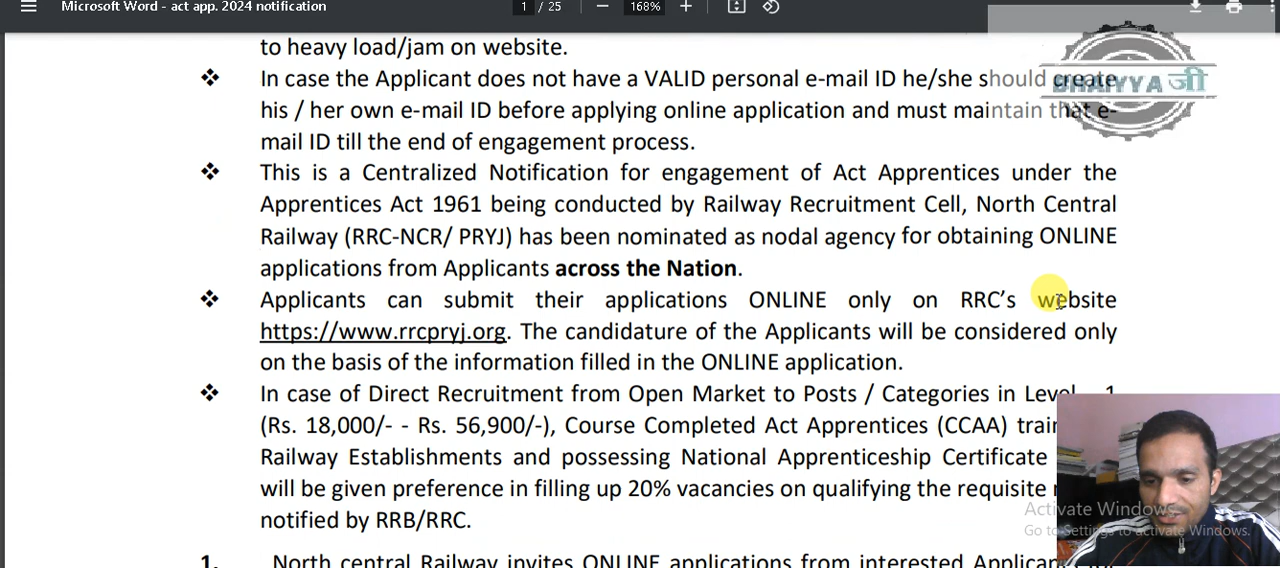 Microsoft Word - act app. 2024 notification
1 / 25
168%
to heavy load/jam on website.
❖ In case the Applicant does not have a VALID personal e-mail ID he/she should create
his / her own e-mail ID before applying online application and must maintain that e-
mail ID till the end of engagement process.
❖ This is a Centralized Notification for engagement of Act Apprentices under the
Apprentices Act 1961 being conducted by Railway Recruitment Cell, North Central
Railway (RRC-NCR/ PRYJ) has been nominated as nodal agency for obtaining ONLINE
applications from Applicants across the Nation.
❖ Applicants can submit their applications ONLINE only on RRC's website
https://www.rrcpryj.org. The candidature of the Applicants will be considered only
on the basis of the information filled in the ONLINE application.
❖ In case of Direct Recruitment from Open Market to Posts / Categories in Level - 1
(Rs. 18,000/- - Rs. 56,900/-), Course Completed Act Apprentices (CCAA)
Railway Establishments and possessing National Apprenticeship Certificate
will be given preference in filling up 20% vacancies on qualifying the requisite
notified by RRB/RRC.
1. North central Railway invites ONLINE applications from interested
BHAIYYA जी
Activate Windows
Go to Settings to activate Windows.